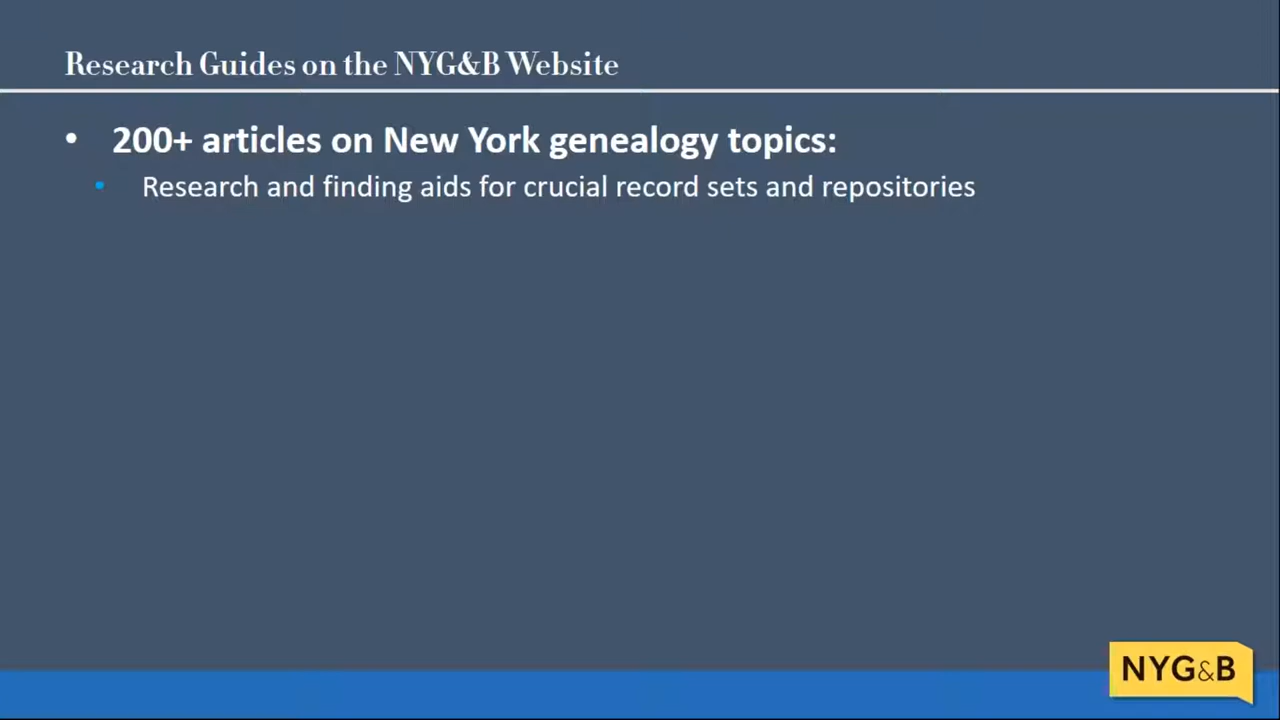 Research Guides on the NYG&B Website
• 200+ articles on New York genealogy topics:
• Research and finding aids for crucial record sets and repositories
NYG&B